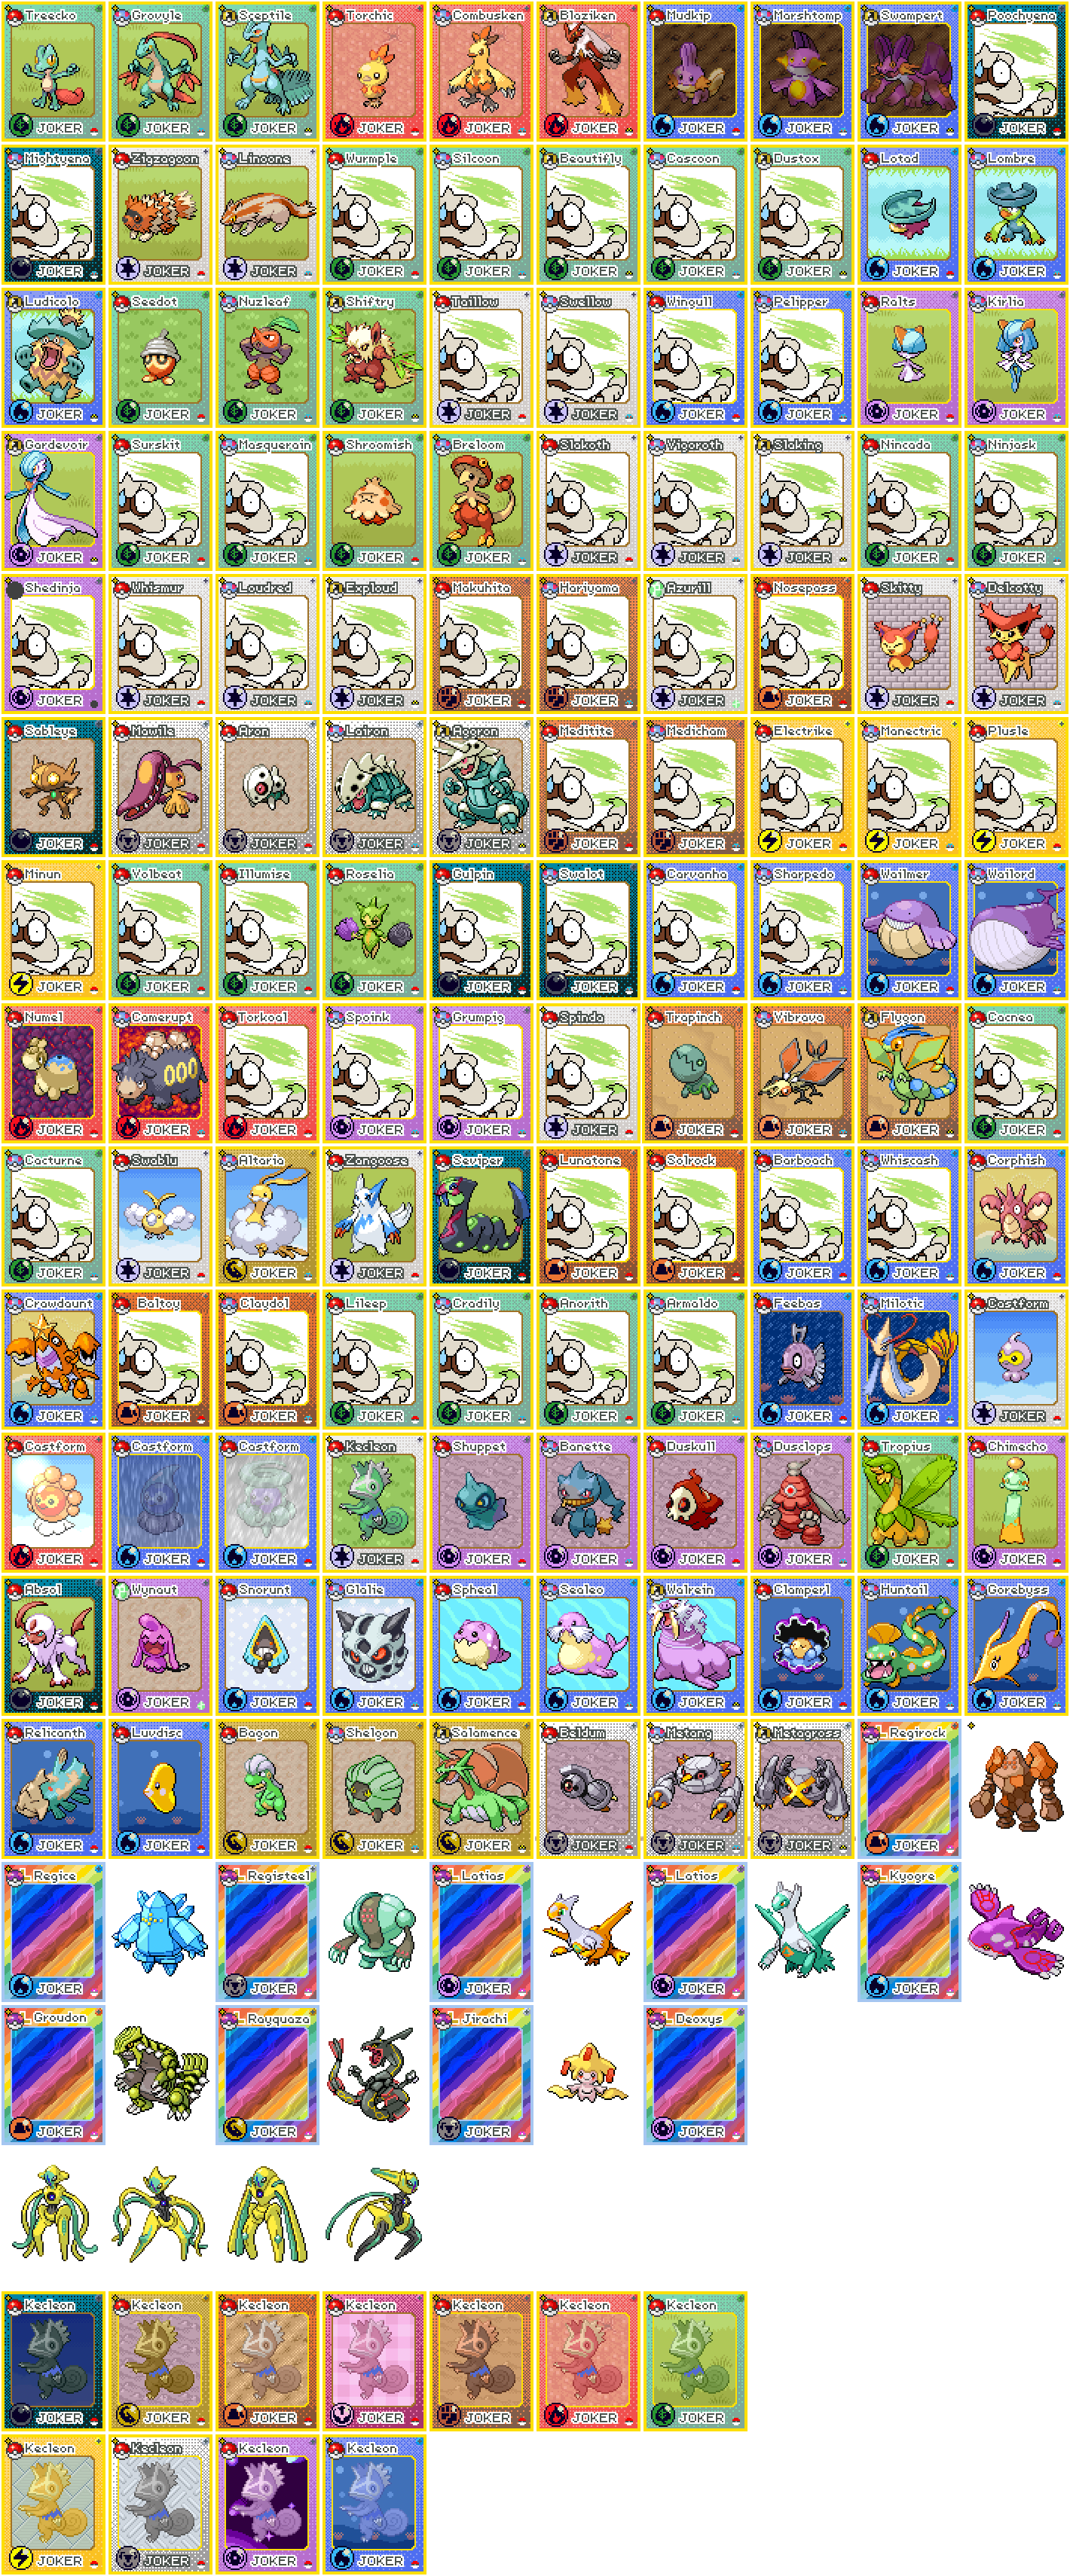 Treecko Grovyle Sceptile Torchic Combusken Blaziken Mudkip Marshtomp Swampert Poochyena
JOKER JOKER JOKER JOKER JOKER JOKER JOKER JOKER JOKER JOKER
Mightyena Zigzagoon Linoone Wurmple Silcoon Beautifly Cascoon Dustox Lotad Lombre
JOKER JOKER JOKER JOKER JOKER JOKER JOKER JOKER JOKER JOKER
Ludicolo Seedot Nuzleaf Shiftry Taillow Swellow Wingull Pelipper Ralts Kirlia
JOKER JOKER JOKER JOKER JOKER JOKER JOKER JOKER JOKER JOKER
Gardevoir Surskit Masquerain Shroomish Breloom Slakoth Vigoroth Slaking Nincada Ninjask
JOKER JOKER JOKER JOKER JOKER JOKER JOKER JOKER JOKER JOKER
Shedinja Whismur Loudred Exploud Makuhita Hariyama Azurill Nosepass Skitty Delcatty
JOKER JOKER JOKER JOKER JOKER JOKER JOKER JOKER JOKER JOKER
Sableye Mawile Aron Lairon Aggron Meditite Medicham Electrike Manectric Plusle
JOKER JOKER JOKER JOKER JOKER JOKER JOKER JOKER JOKER JOKER
Minun Volbeat Illumise Roselia Gulpin Swalot Carvanha Sharpedo Wailmer Wailord
JOKER JOKER JOKER JOKER JOKER JOKER JOKER JOKER JOKER JOKER
Numel Camerupt Torkoal Spoink Grumpig Spinda Trapinch Vibrava Flygon Cacnea
JOKER JOKER JOKER JOKER JOKER JOKER JOKER JOKER JOKER JOKER
Cacturne Swablu Altaria Zangoose Seviper Lunatone Solrock Barboach Whiscash Corphish
JOKER JOKER JOKER JOKER JOKER JOKER JOKER JOKER JOKER JOKER
Crawdaunt Baltoy Claydol Lileep Cradily Anorith Armaldo Feebas Milotic Castform
JOKER JOKER JOKER JOKER JOKER JOKER JOKER JOKER JOKER JOKER
Castform Castform Castform Kecleon Shuppet Banette Duskull Dusclops Tropius Chimecho
JOKER JOKER JOKER JOKER JOKER JOKER JOKER JOKER JOKER JOKER
Absol Wynaut Snorunt Glalie Spheal Sealeo Walrein Clamperl Huntail Gorebyss
JOKER JOKER JOKER JOKER JOKER JOKER JOKER JOKER JOKER JOKER
Relicanth Luvdisc Bagon Shelgon Salamence Beldum Metang Metagross Regirock
JOKER JOKER JOKER JOKER JOKER JOKER JOKER JOKER JOKER
Regice Registeel Latias Latios Kyogre
JOKER JOKER JOKER JOKER JOKER
Groudon Rayquaza Jirachi Deoxys
JOKER JOKER JOKER JOKER
Kecleon Kecleon Kecleon Kecleon Kecleon Kecleon Kecleon
JOKER JOKER JOKER JOKER JOKER JOKER JOKER
Kecleon Kecleon Kecleon Kecleon
JOKER JOKER JOKER JOKER